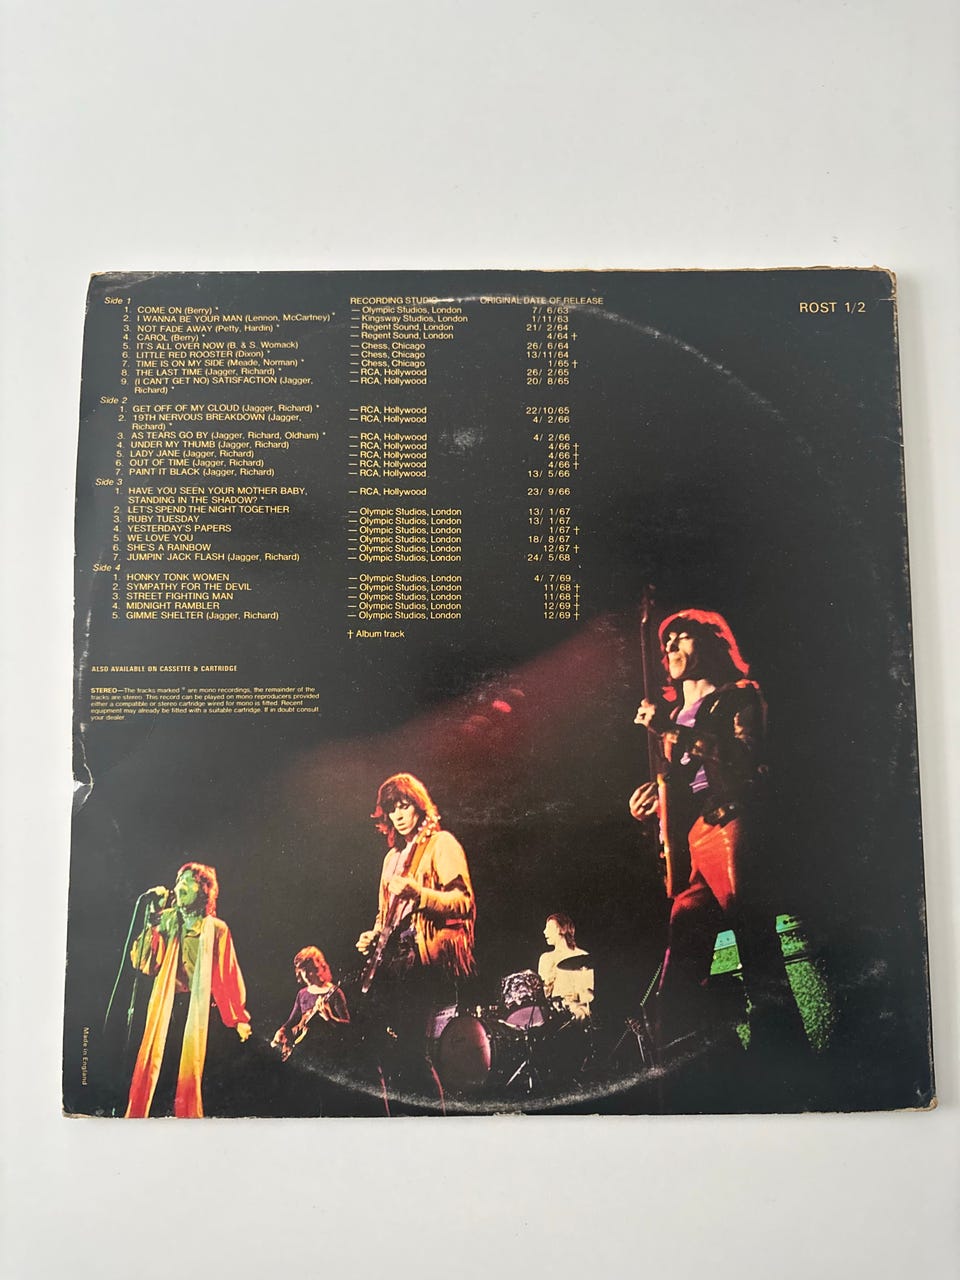 Side 1 RECORDING STUDIO — ORIGINAL DATE OF RELEASE
ROST 1/2
1. COME ON (Berry) * — Olympic Studios, London 7/ 6/63
2. I WANNA BE YOUR MAN (Lennon, McCartney) * — Kingsway Studios, London 1/11/63
3. NOT FADE AWAY (Petty, Hardin) * — Regent Sound, London 21/ 2/64
4. CAROL (Berry) * — Regent Sound, London 4/64 †
5. IT'S ALL OVER NOW (B. & S. Womack) — Chess, Chicago 26/ 6/64
6. LITTLE RED ROOSTER (Dixon) * — Chess, Chicago 13/11/64
7. TIME IS ON MY SIDE (Meade, Norman) * — Chess, Chicago 1/65 †
8. THE LAST TIME (Jagger, Richard) * — RCA, Hollywood 26/ 2/65
9. (I CAN'T GET NO) SATISFACTION (Jagger, — RCA, Hollywood 20/ 8/65
Richard) *
Side 2
1. GET OFF OF MY CLOUD (Jagger, Richard) * — RCA, Hollywood 22/10/65
2. 19TH NERVOUS BREAKDOWN (Jagger, — RCA, Hollywood 4/ 2/66
Richard) *
3. AS TEARS GO BY (Jagger, Richard, Oldham) * — RCA, Hollywood 4/ 2/66
4. UNDER MY THUMB (Jagger, Richard) — RCA, Hollywood 4/66 †
5. LADY JANE (Jagger, Richard) — RCA, Hollywood 4/66 †
6. OUT OF TIME (Jagger, Richard) — RCA, Hollywood 4/66 †
7. PAINT IT BLACK (Jagger, Richard) — RCA, Hollywood 13/ 5/66
Side 3
1. HAVE YOU SEEN YOUR MOTHER BABY, — RCA, Hollywood 23/ 9/66
STANDING IN THE SHADOW? *
2. LET'S SPEND THE NIGHT TOGETHER — Olympic Studios, London 13/ 1/67
3. RUBY TUESDAY — Olympic Studios, London 13/ 1/67
4. YESTERDAY'S PAPERS — Olympic Studios, London 1/67 †
5. WE LOVE YOU — Olympic Studios, London 18/ 8/67
6. SHE'S A RAINBOW — Olympic Studios, London 12/67 †
7. JUMPIN' JACK FLASH (Jagger, Richard) — Olympic Studios, London 24/ 5/68
Side 4
1. HONKY TONK WOMEN — Olympic Studios, London 4/ 7/69
2. SYMPATHY FOR THE DEVIL — Olympic Studios, London 11/68 †
3. STREET FIGHTING MAN — Olympic Studios, London 11/68 †
4. MIDNIGHT RAMBLER — Olympic Studios, London 12/69 †
5. GIMME SHELTER (Jagger, Richard) — Olympic Studios, London 12/69 †
† Album track
ALSO AVAILABLE ON CASSETTE & CARTRIDGE
STEREO—The tracks marked * are mono recordings, the remainder of the
tracks are stereo. This record can be played on mono reproducers provided
either a compatible or stereo cartridge wired for mono is fitted. Recent
equipment may already be fitted with a suitable cartridge. If in doubt consult
your dealer.
Made in England